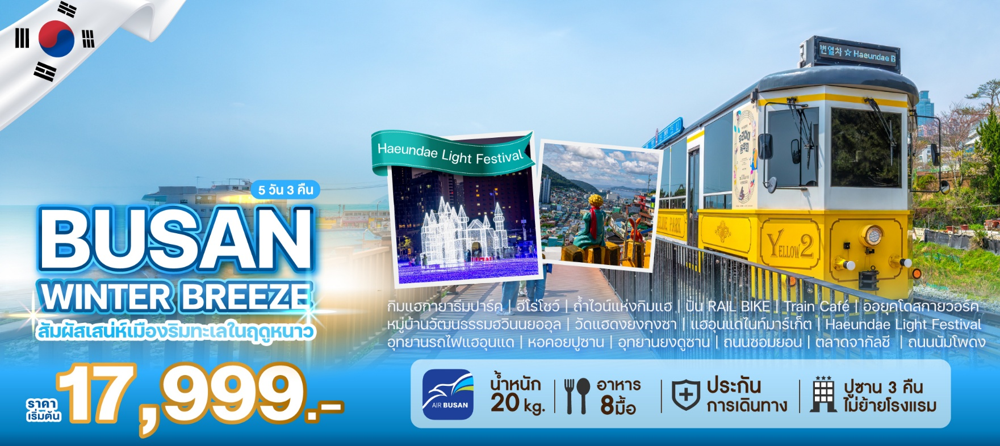 변열차 ☆ Haeundae B
Haeundae Light Festival
5 วัน 3 คืน
BUSAN
WINTER BREEZE
สัมผัสเสน่ห์เมืองริมทะเลในฤดูหนาว
ราคา
เริ่มต้น
17,999.-
YELLOW 2
กิมแฮกายาธีมปาร์ค | ฮีโร่โชว์ | ถ้ำไวน์แห่งกิมแฮ | ปั่น RAIL BIKE | Train Café | ออยุคโดสกายวอร์ค
หมู่บ้านวัฒนธรรมฮวินนยออุล | วัดแฮดงยงกุงซา | แฮอุนแดไนท์มาร์เก็ต | Haeundae Light Festival
อุทยานรถไฟแฮอุนแด | หอคอยปูซาน | อุทยานยงดูซาน | ถนนซอมยอน | ตลาดจากัลชี | ถนนนัมโพดง
AIR BUSAN
น้ำหนัก
20 kg.
อาหาร
8มื้อ
ประกัน
การเดินทาง
ปูซาน 3 คืน
ไม่ย้ายโรงแรม